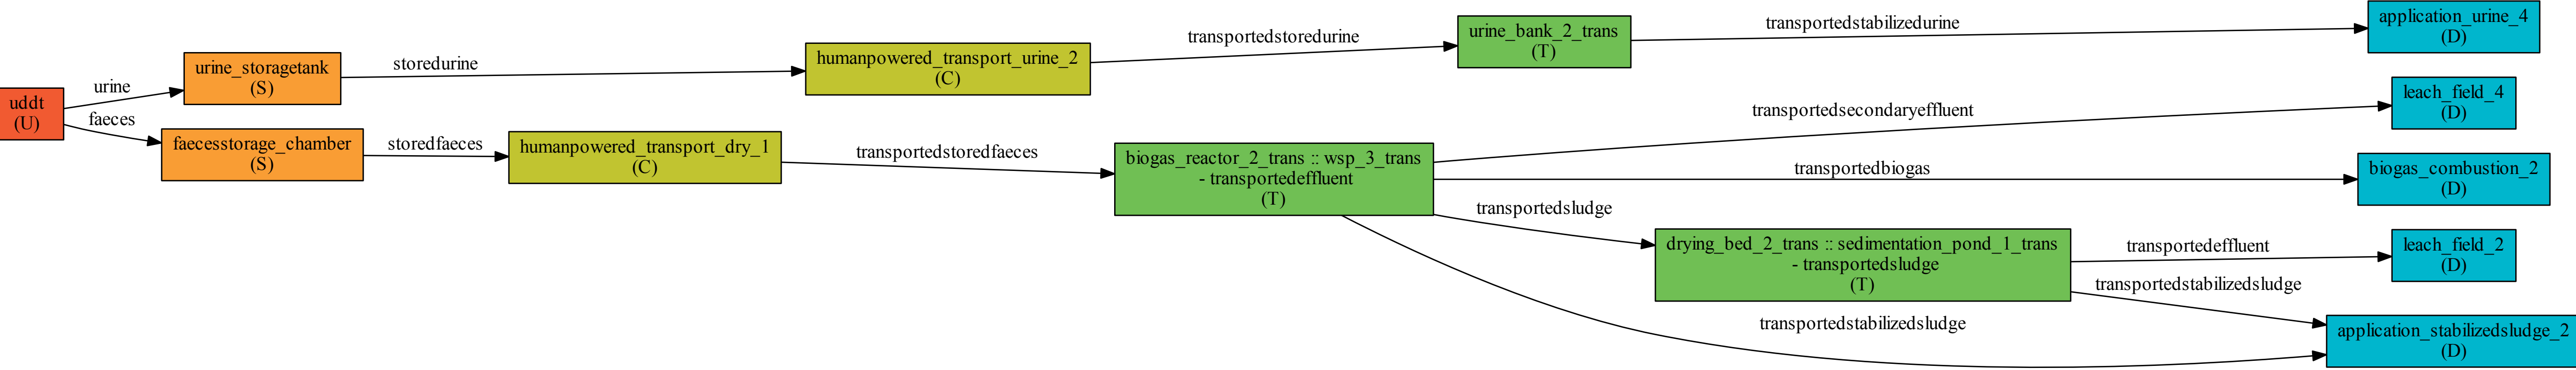 uddt
(U)
urine
faeces
urine_storagetank
(S)
faecesstorage_chamber
(S)
storedurine
storedfaeces
humanpowered_transport_urine_2
(C)
humanpowered_transport_dry_1
(C)
transportedstoredurine
transportedstoredfaeces
urine_bank_2_trans
(T)
biogas_reactor_2_trans :: wsp_3_trans
- transportedeffluent
(T)
transportedstabilizedurine
transportedsecondaryeffluent
transportedbiogas
transportedsludge
drying_bed_2_trans :: sedimentation_pond_1_trans
- transportedsludge
(T)
transportedeffluent
transportedstabilizedsludge
transportedstabilizedsludge
application_urine_4
(D)
leach_field_4
(D)
biogas_combustion_2
(D)
leach_field_2
(D)
application_stabilizedsludge_2
(D)